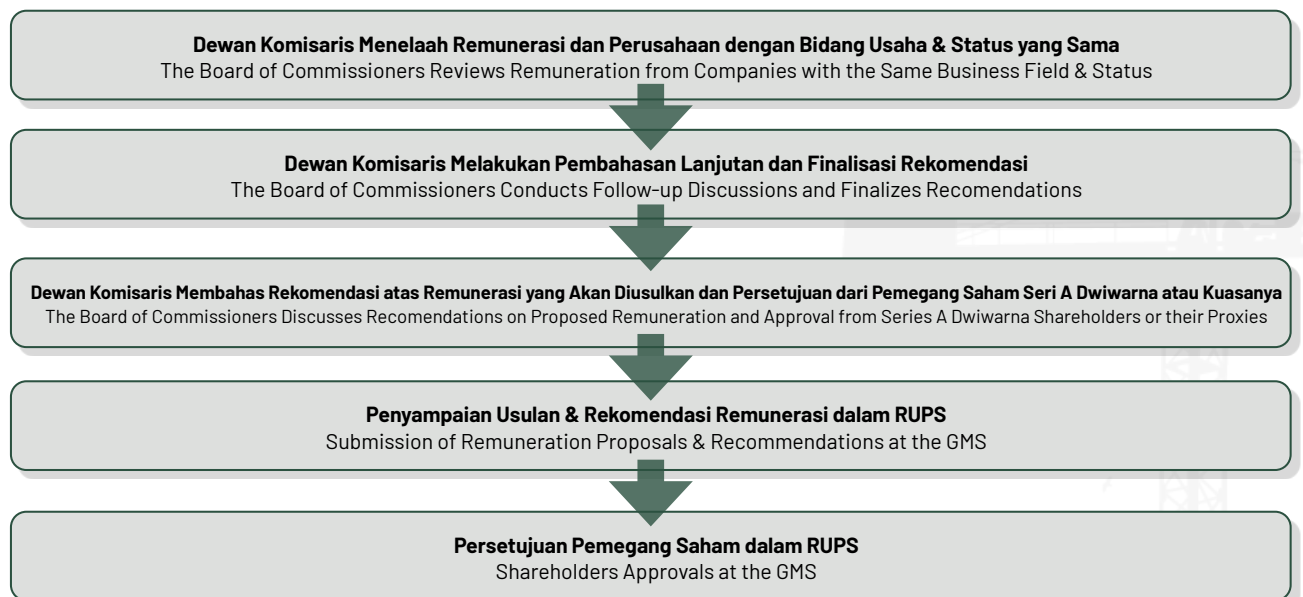 Dewan Komisaris Menelaah Remunerasi dan Perusahaan dengan Bidang Usaha & Status yang Sama
The Board of Commissioners Reviews Remuneration from Companies with the Same Business Field & Status
Dewan Komisaris Melakukan Pembahasan Lanjutan dan Finalisasi Rekomendasi
The Board of Commissioners Conducts Follow-up Discussions and Finalizes Recomendations
Dewan Komisaris Membahas Rekomendasi atas Remunerasi yang Akan Diusulkan dan Persetujuan dari Pemegang Saham Seri A Dwiwarna atau Kuasanya
The Board of Commissioners Discusses Recomendations on Proposed Remuneration and Approval from Series A Dwiwarna Shareholders or their Proxies
Penyampaian Usulan & Rekomendasi Remunerasi dalam RUPS
Submission of Remuneration Proposals & Recommendations at the GMS
Persetujuan Pemegang Saham dalam RUPS
Shareholders Approvals at the GMS